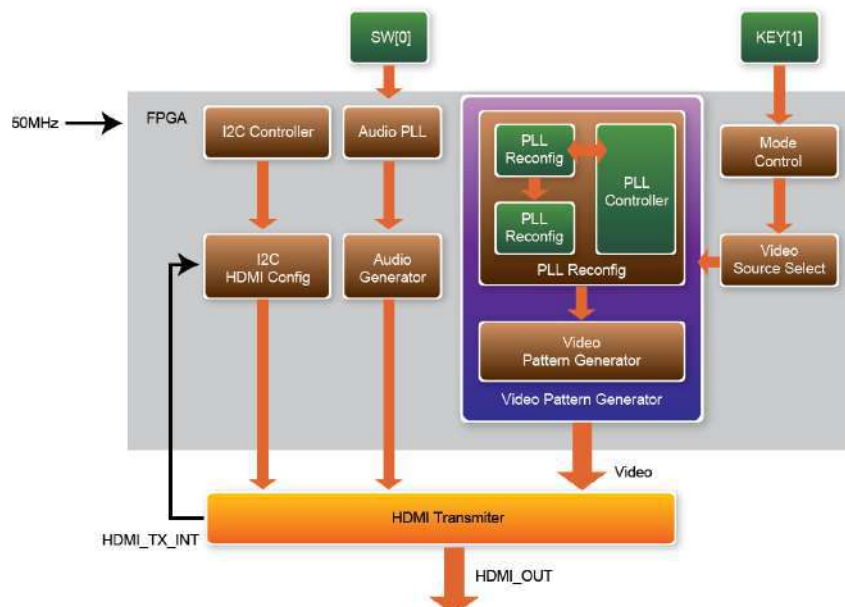 SW[0]
KEY[1]
50MHz
FPGA
I2C Controller
Audio PLL
PLL
Reconfig
PLL
Controller
PLL
Reconfig
Mode
Control
I2C
HDMI Config
Audio
Generator
PLL Reconfig
Video
Source Select
Video
Pattern Generator
Video Pattern Generator
Video
HDMI Transmiter
HDMI_TX_INT
HDMI_OUT